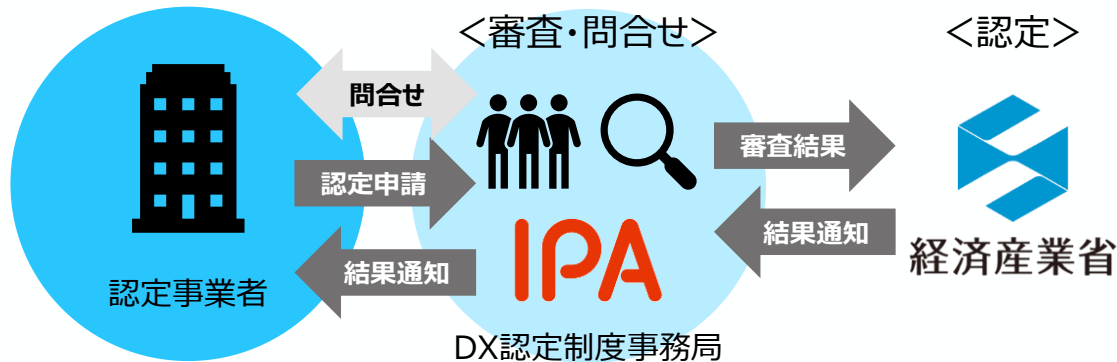 <審査・問合せ>
<認定>
問合せ
認定申請
結果通知
審査結果
結果通知
認定事業者
IPA
DX認定制度事務局
経済産業省